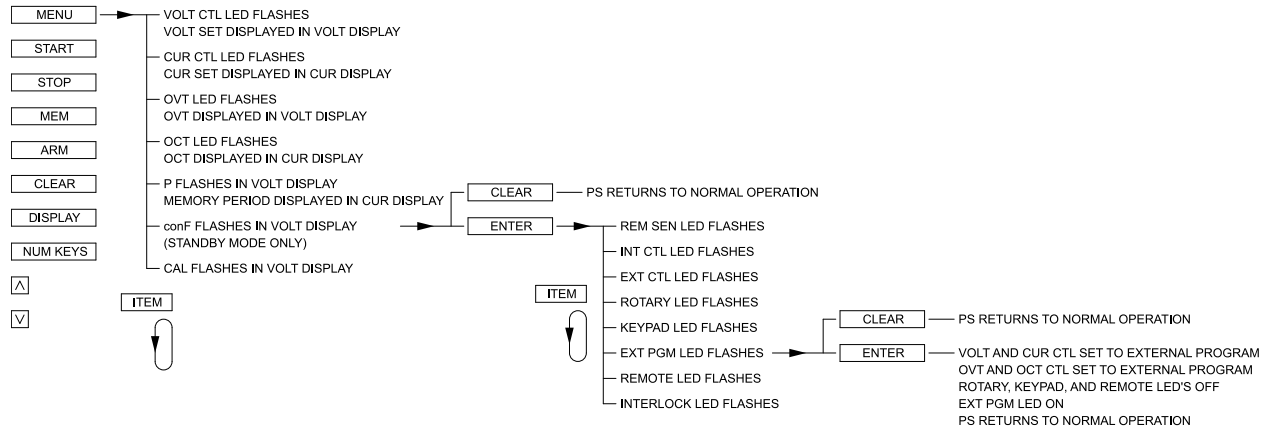 MENU
START
STOP
MEM
ARM
CLEAR
DISPLAY
NUM KEYS
VOLT CTL LED FLASHES
VOLT SET DISPLAYED IN VOLT DISPLAY
CUR CTL LED FLASHES
CUR SET DISPLAYED IN CUR DISPLAY
OVT LED FLASHES
OVT DISPLAYED IN VOLT DISPLAY
OCT LED FLASHES
OCT DISPLAYED IN CUR DISPLAY
P FLASHES IN VOLT DISPLAY
MEMORY PERIOD DISPLAYED IN CUR DISPLAY
conF FLASHES IN VOLT DISPLAY
(STANDBY MODE ONLY)
CAL FLASHES IN VOLT DISPLAY
ITEM
CLEAR
PS RETURNS TO NORMAL OPERATION
ENTER
REM SEN LED FLASHES
INT CTL LED FLASHES
EXT CTL LED FLASHES
ROTARY LED FLASHES
KEYPAD LED FLASHES
EXT PGM LED FLASHES
REMOTE LED FLASHES
INTERLOCK LED FLASHES
ITEM
CLEAR
PS RETURNS TO NORMAL OPERATION
ENTER
VOLT AND CUR CTL SET TO EXTERNAL PROGRAM
OVT AND OCT CTL SET TO EXTERNAL PROGRAM
ROTARY, KEYPAD, AND REMOTE LED'S OFF
EXT PGM LED ON
PS RETURNS TO NORMAL OPERATION